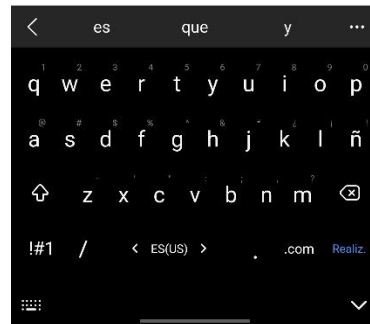 es que y
1 2 3 4 5 6 7 8 9 0
q w e r t y u i o p
a s d f g h j k l ñ
z x c v b n m
!#1 / < ES(US) > . .com Realiz.